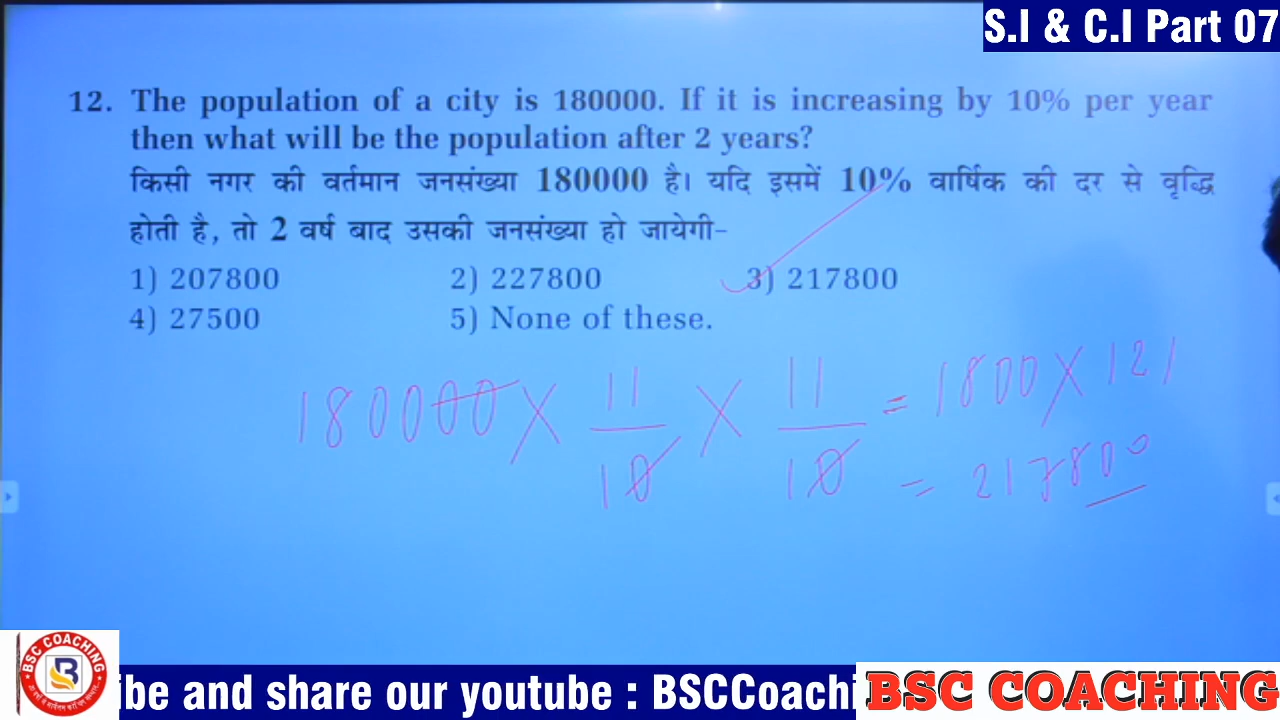 S.I & C.I Part 07
12. The population of a city is 180000. If it is increasing by 10% per year
then what will be the population after 2 years?
किसी नगर की वर्तमान जनसंख्या 180000 है। यदि इसमें 10% वार्षिक की दर से वृद्धि
होती है, तो 2 वर्ष बाद उसकी जनसंख्या हो जायेगी-
1) 207800 2) 227800 3) 217800
4) 27500 5) None of these.
180000 X 11/10 X 11/10 = 1800 X 121
= 217800
BSC COACHING
ibe and share our youtube : BSCCoachi
BSC COACHING